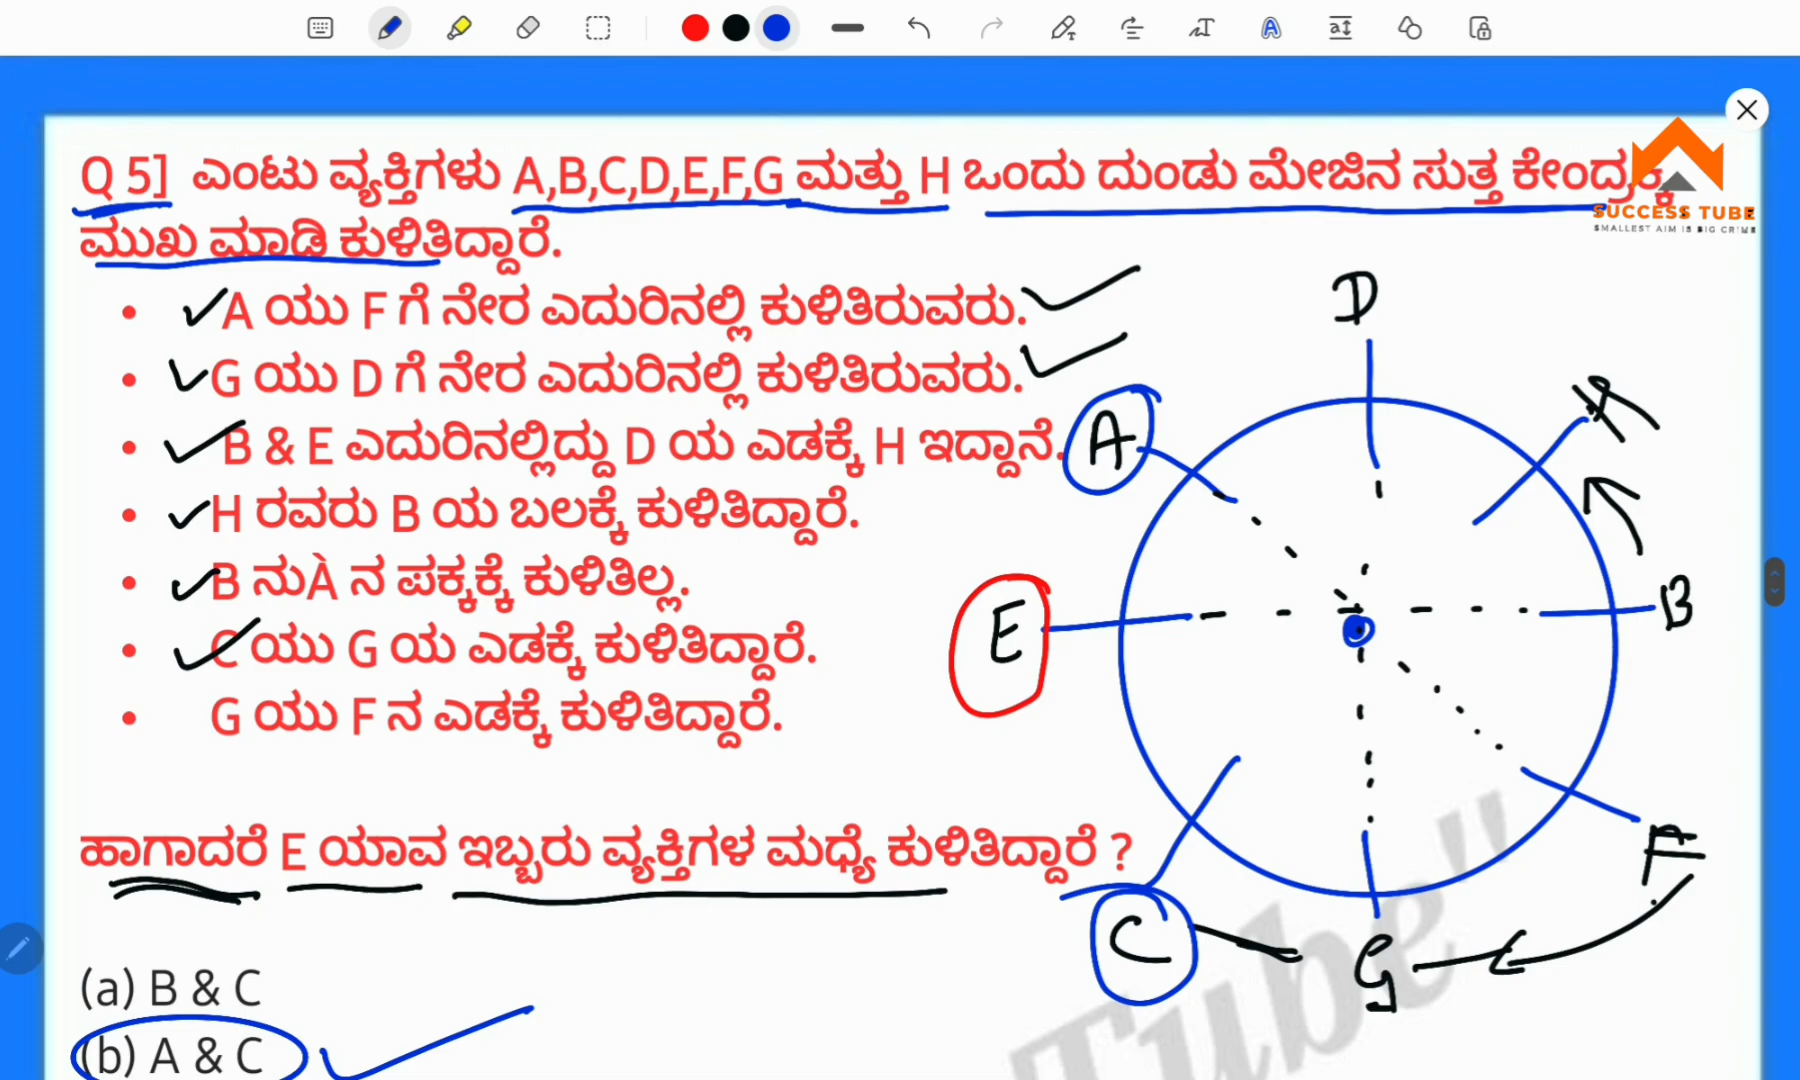 Q 5] ಎಂಟು ವ್ಯಕ್ತಿಗಳು A,B,C,D,E,F,G ಮತ್ತು H ಒಂದು ದುಂಡು ಮೇಜಿನ ಸುತ್ತ ಕೇಂದ್ರಕ್ಕೆ
SUCCESS TUBE
SMALLEST AIM IS BIG CRIME
ಮುಖ ಮಾಡಿ ಕುಳಿತಿದ್ದಾರೆ.
• A ಯು F ಗೆ ನೇರ ಎದುರಿನಲ್ಲಿ ಕುಳಿತಿರುವರು.
• G ಯು D ಗೆ ನೇರ ಎದುರಿನಲ್ಲಿ ಕುಳಿತಿರುವರು.
• B & E ಎದುರಿನಲ್ಲಿದ್ದು D ಯ ಎಡಕ್ಕೆ H ಇದ್ದಾನೆ.
• H ರವರು B ಯ ಬಲಕ್ಕೆ ಕುಳಿತಿದ್ದಾರೆ.
• B ನುÀ ನ ಪಕ್ಕಕ್ಕೆ ಕುಳಿತಿಲ್ಲ.
• C ಯು G ಯ ಎಡಕ್ಕೆ ಕುಳಿತಿದ್ದಾರೆ.
• G ಯು F ನ ಎಡಕ್ಕೆ ಕುಳಿತಿದ್ದಾರೆ.
D
A
H
E
B
F
C
G
ಹಾಗಾದರೆ E ಯಾವ ಇಬ್ಬರು ವ್ಯಕ್ತಿಗಳ ಮಧ್ಯೆ ಕುಳಿತಿದ್ದಾರೆ ?
(a) B & C
(b) A & C
Tube"